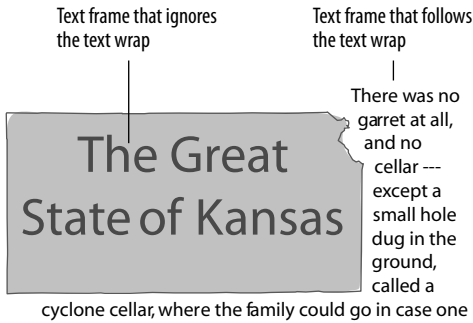 Text frame that ignores
the text wrap
Text frame that follows
the text wrap
The Great
State of Kansas
There was no
garret at all,
and no
cellar ---
except a
small hole
dug in the
ground,
called a
cyclone cellar, where the family could go in case one